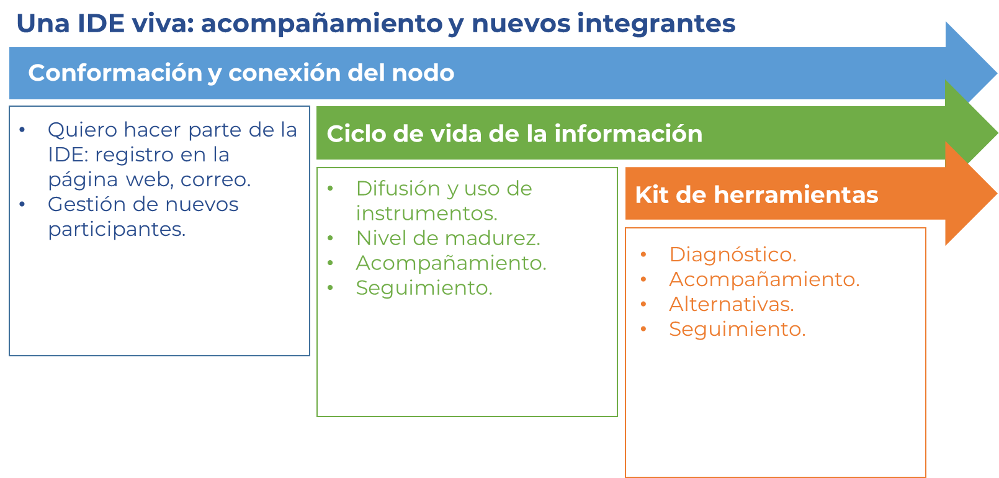 Una IDE viva: acompañamiento y nuevos integrantes
Conformación y conexión del nodo
• Quiero hacer parte de la
IDE: registro en la
página web, correo.
• Gestión de nuevos
participantes.
Ciclo de vida de la información
• Difusión y uso de
instrumentos.
• Nivel de madurez.
• Acompañamiento.
• Seguimiento.
Kit de herramientas
• Diagnóstico.
• Acompañamiento.
• Alternativas.
• Seguimiento.